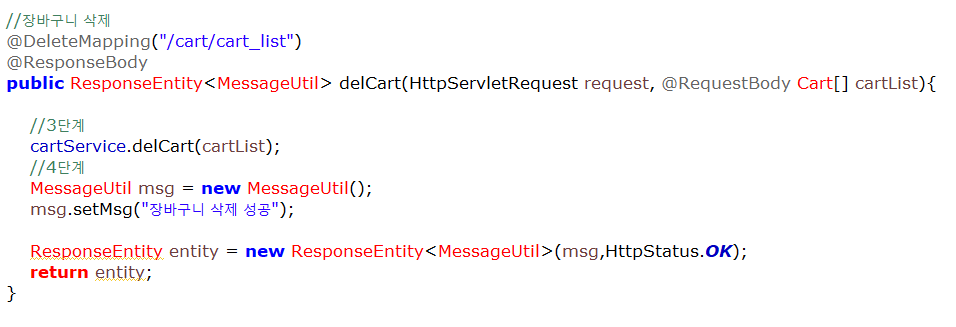 //장바구니 삭제
@DeleteMapping("/cart/cart_list")
@ResponseBody
public ResponseEntity<MessageUtil> delCart(HttpServletRequest request, @RequestBody Cart[] cartList){
//3단계
cartService.delCart(cartList);
//4단계
MessageUtil msg = new MessageUtil();
msg.setMsg("장바구니 삭제 성공");
ResponseEntity entity = new ResponseEntity<MessageUtil>(msg,HttpStatus.OK);
return entity;
}